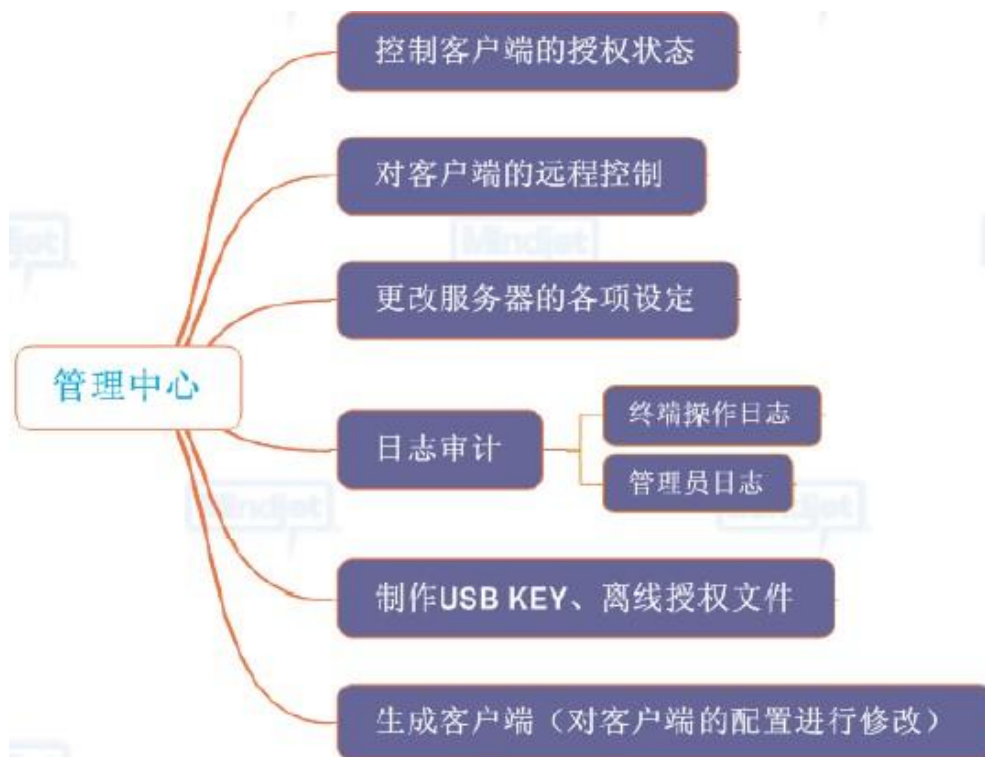 控制客户端的授权状态
对客户端的远程控制
Mindjet
更改服务器的各项设定
管理中心
日志审计
终端操作日志
管理员日志
Mindjet
Mindjet
制作USB KEY、离线授权文件
生成客户端（对客户端的配置进行修改）